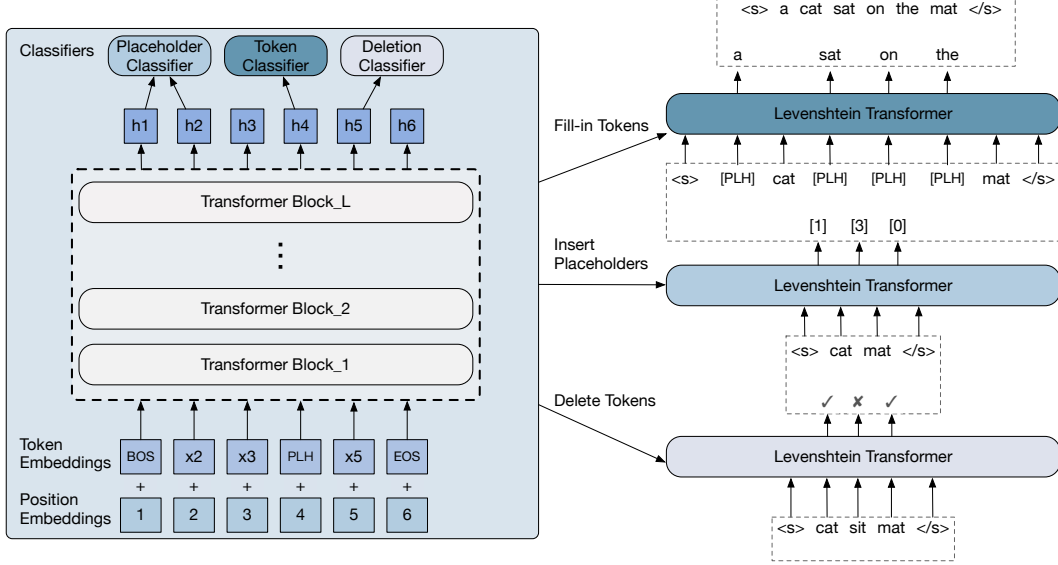 Classifiers
Placeholder
Classifier
Token
Classifier
Deletion
Classifier
h1 h2 h3 h4 h5 h6
Transformer Block_L
⋮
Transformer Block_2
Transformer Block_1
Token
Embeddings
BOS x2 x3 PLH x5 EOS
+ + + + + +
Position
Embeddings
1 2 3 4 5 6
Fill-in Tokens
Insert
Placeholders
Delete Tokens
<s> a cat sat on the mat </s>
a sat on the
Levenshtein Transformer
<s> [PLH] cat [PLH] [PLH] [PLH] mat </s>
[1] [3] [0]
Levenshtein Transformer
<s> cat mat </s>
✓ ✘ ✓
Levenshtein Transformer
<s> cat sit mat </s>